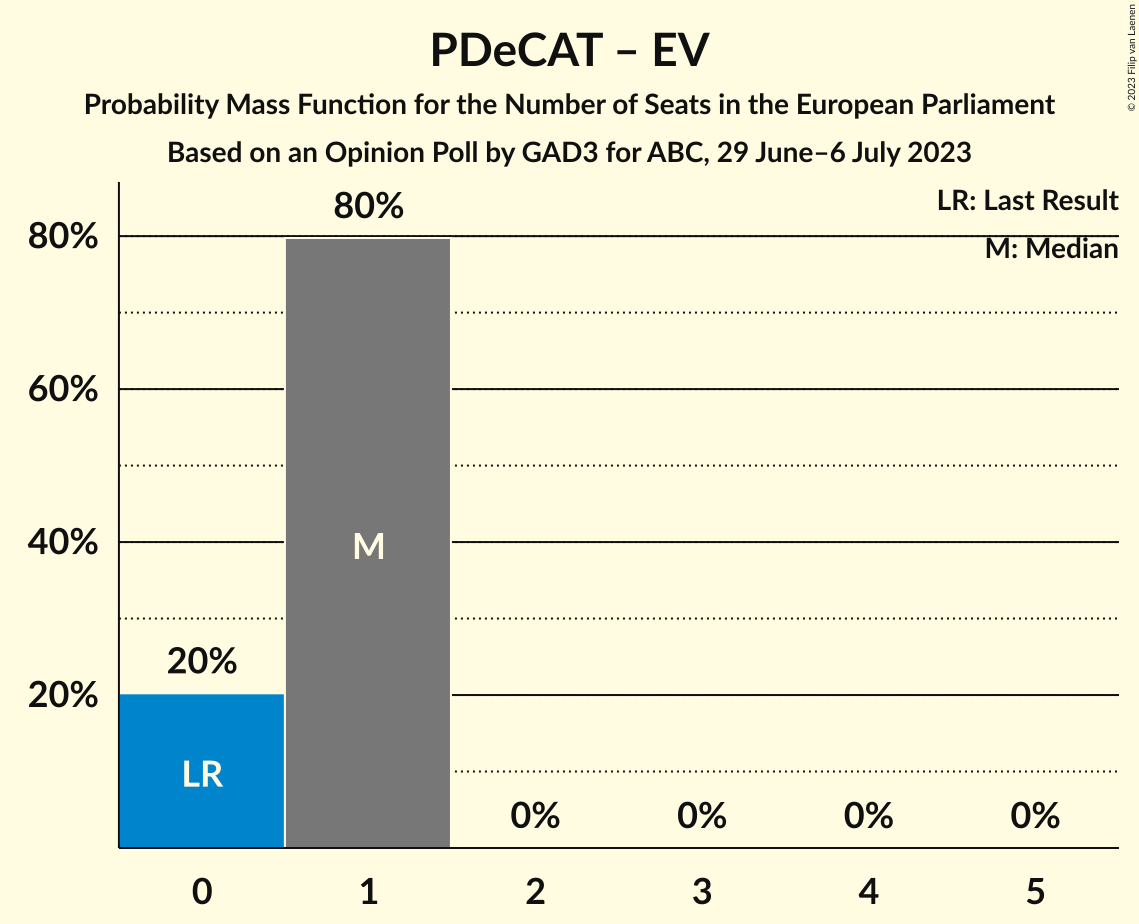 PDeCAT – EV
Probability Mass Function for the Number of Seats in the European Parliament
Based on an Opinion Poll by GAD3 for ABC, 29 June–6 July 2023
© 2023 Filip van Laenen
LR: Last Result
M: Median
80%
60%
40%
20%
20%
80%
0%
0%
0%
0%
LR
M
0
1
2
3
4
5